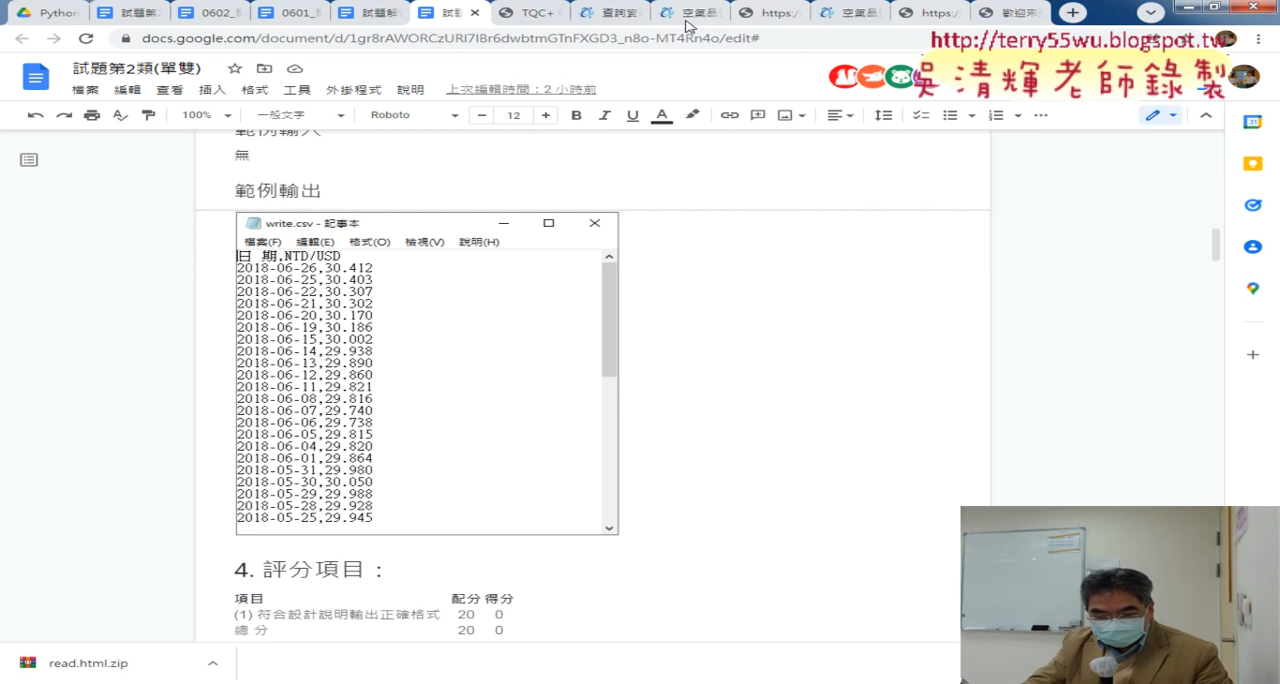 Python
試題第
0602_
0601_
試題解
試
TQC+
查詢資
空氣品
https:/
空氣品
https:/
歡迎來
docs.google.com/document/d/1gr8rAWORCzURI7IBr6dwbtmGTnFXGD3_n8o-MT4Rn4o/edit#
http://terry55wu.blogspot.tw
吳清輝老師錄製
試題第2類(單雙)
檔案 編輯 查看 插入 格式 工具 外掛程式 說明 上次編輯時間：2 小時前
100% 一般文字 Roboto 12 B I U A
範例輸入
無
範例輸出
write.csv - 記事本
檔案(F) 編輯(E) 格式(O) 檢視(V) 說明(H)
日 期,NTD/USD
2018-06-26,30.412
2018-06-25,30.403
2018-06-22,30.307
2018-06-21,30.302
2018-06-20,30.170
2018-06-19,30.186
2018-06-15,30.002
2018-06-14,29.938
2018-06-13,29.890
2018-06-12,29.860
2018-06-11,29.821
2018-06-08,29.816
2018-06-07,29.740
2018-06-06,29.738
2018-06-05,29.815
2018-06-04,29.820
2018-06-01,29.864
2018-05-31,29.980
2018-05-30,30.050
2018-05-29,29.988
2018-05-28,29.928
2018-05-25,29.945
4. 評分項目：
項目 配分 得分
(1) 符合設計說明輸出正確格式 20 0
總 分 20 0
read.html.zip